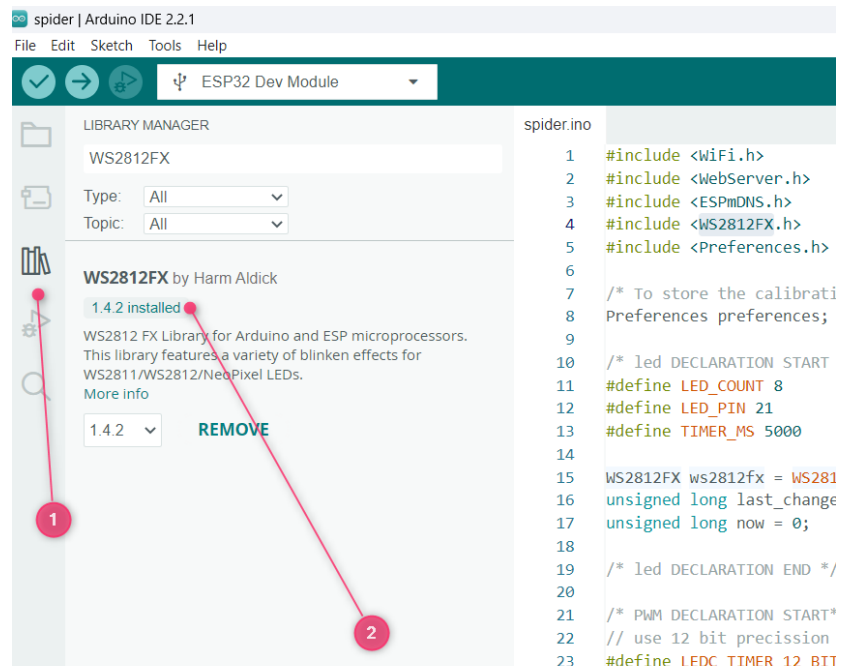 spider | Arduino IDE 2.2.1
File Edit Sketch Tools Help
ESP32 Dev Module
LIBRARY MANAGER
WS2812FX
Type: All
Topic: All
WS2812FX by Harm Aldick
1.4.2 installed
WS2812 FX Library for Arduino and ESP microprocessors.
This library features a variety of blinken effects for
WS2811/WS2812/NeoPixel LEDs.
More info
1.4.2 REMOVE
1
2
spider.ino
1 #include <WiFi.h>
2 #include <WebServer.h>
3 #include <ESPmDNS.h>
4 #include <WS2812FX.h>
5 #include <Preferences.h>
6
7 /* To store the calibrati
8 Preferences preferences;
9
10 /* led DECLARATION START
11 #define LED_COUNT 8
12 #define LED_PIN 21
13 #define TIMER_MS 5000
14
15 WS2812FX ws2812fx = WS281
16 unsigned long last_change
17 unsigned long now = 0;
18
19 /* led DECLARATION END */
20
21 /* PWM DECLARATION START*
22 // use 12 bit precission
23 #define LEDC_TIMER_12_BIT